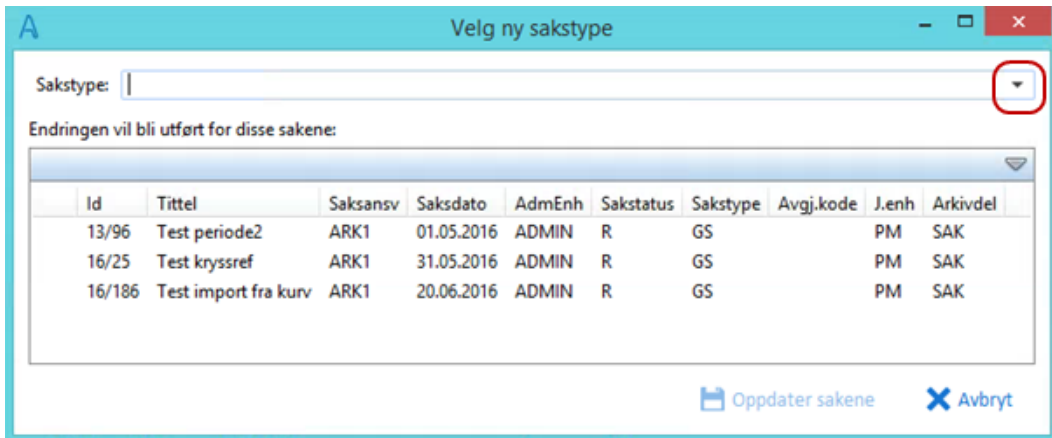 Velg ny sakstype
Sakstype:
Endringen vil bli utført for disse sakene:
Id Tittel Saksansv Saksdato AdmEnh Sakstatus Sakstype Avgj.kode J.enh Arkivdel
13/96 Test periode2 ARK1 01.05.2016 ADMIN R GS PM SAK
16/25 Test kryssref ARK1 31.05.2016 ADMIN R GS PM SAK
16/186 Test import fra kurv ARK1 20.06.2016 ADMIN R GS PM SAK
Oppdater sakene Avbryt